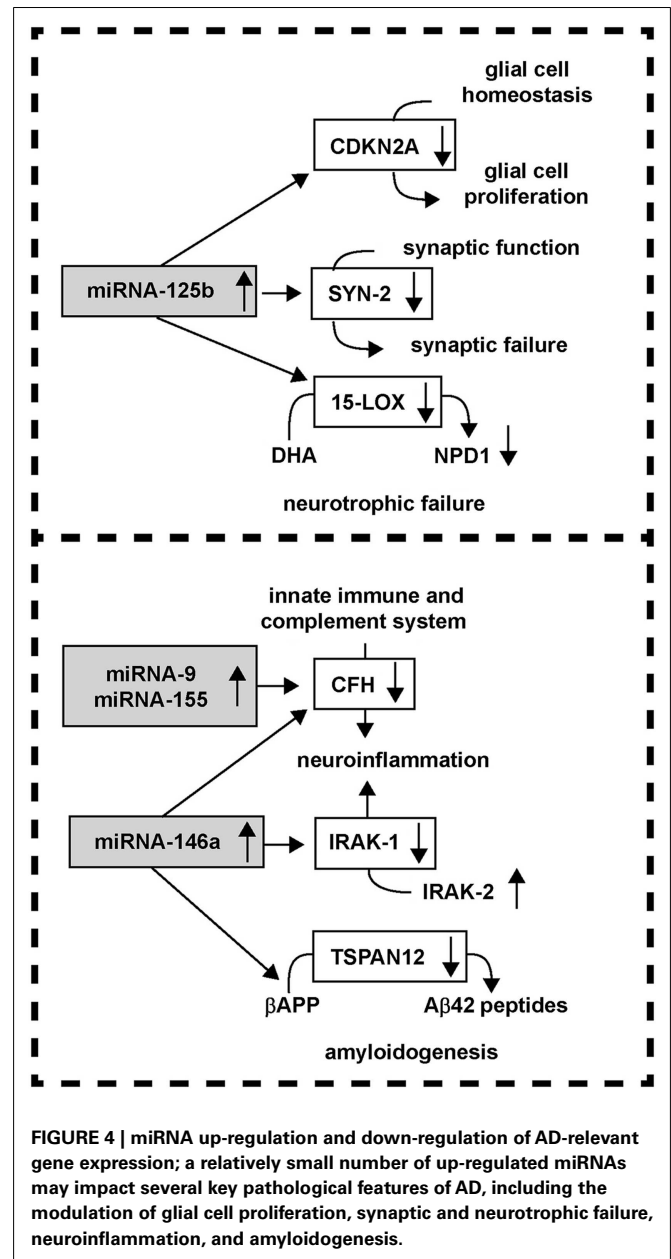 glial cell
homeostasis
CDKN2A
glial cell
proliferation
synaptic function
miRNA-125b
SYN-2
synaptic failure
15-LOX
DHA
NPD1
neurotrophic failure
innate immune and
complement system
miRNA-9
miRNA-155
CFH
neuroinflammation
miRNA-146a
IRAK-1
IRAK-2
TSPAN12
βAPP
Aβ42 peptides
amyloidogenesis
FIGURE 4 | miRNA up-regulation and down-regulation of AD-relevant
gene expression; a relatively small number of up-regulated miRNAs
may impact several key pathological features of AD, including the
modulation of glial cell proliferation, synaptic and neurotrophic failure,
neuroinflammation, and amyloidogenesis.